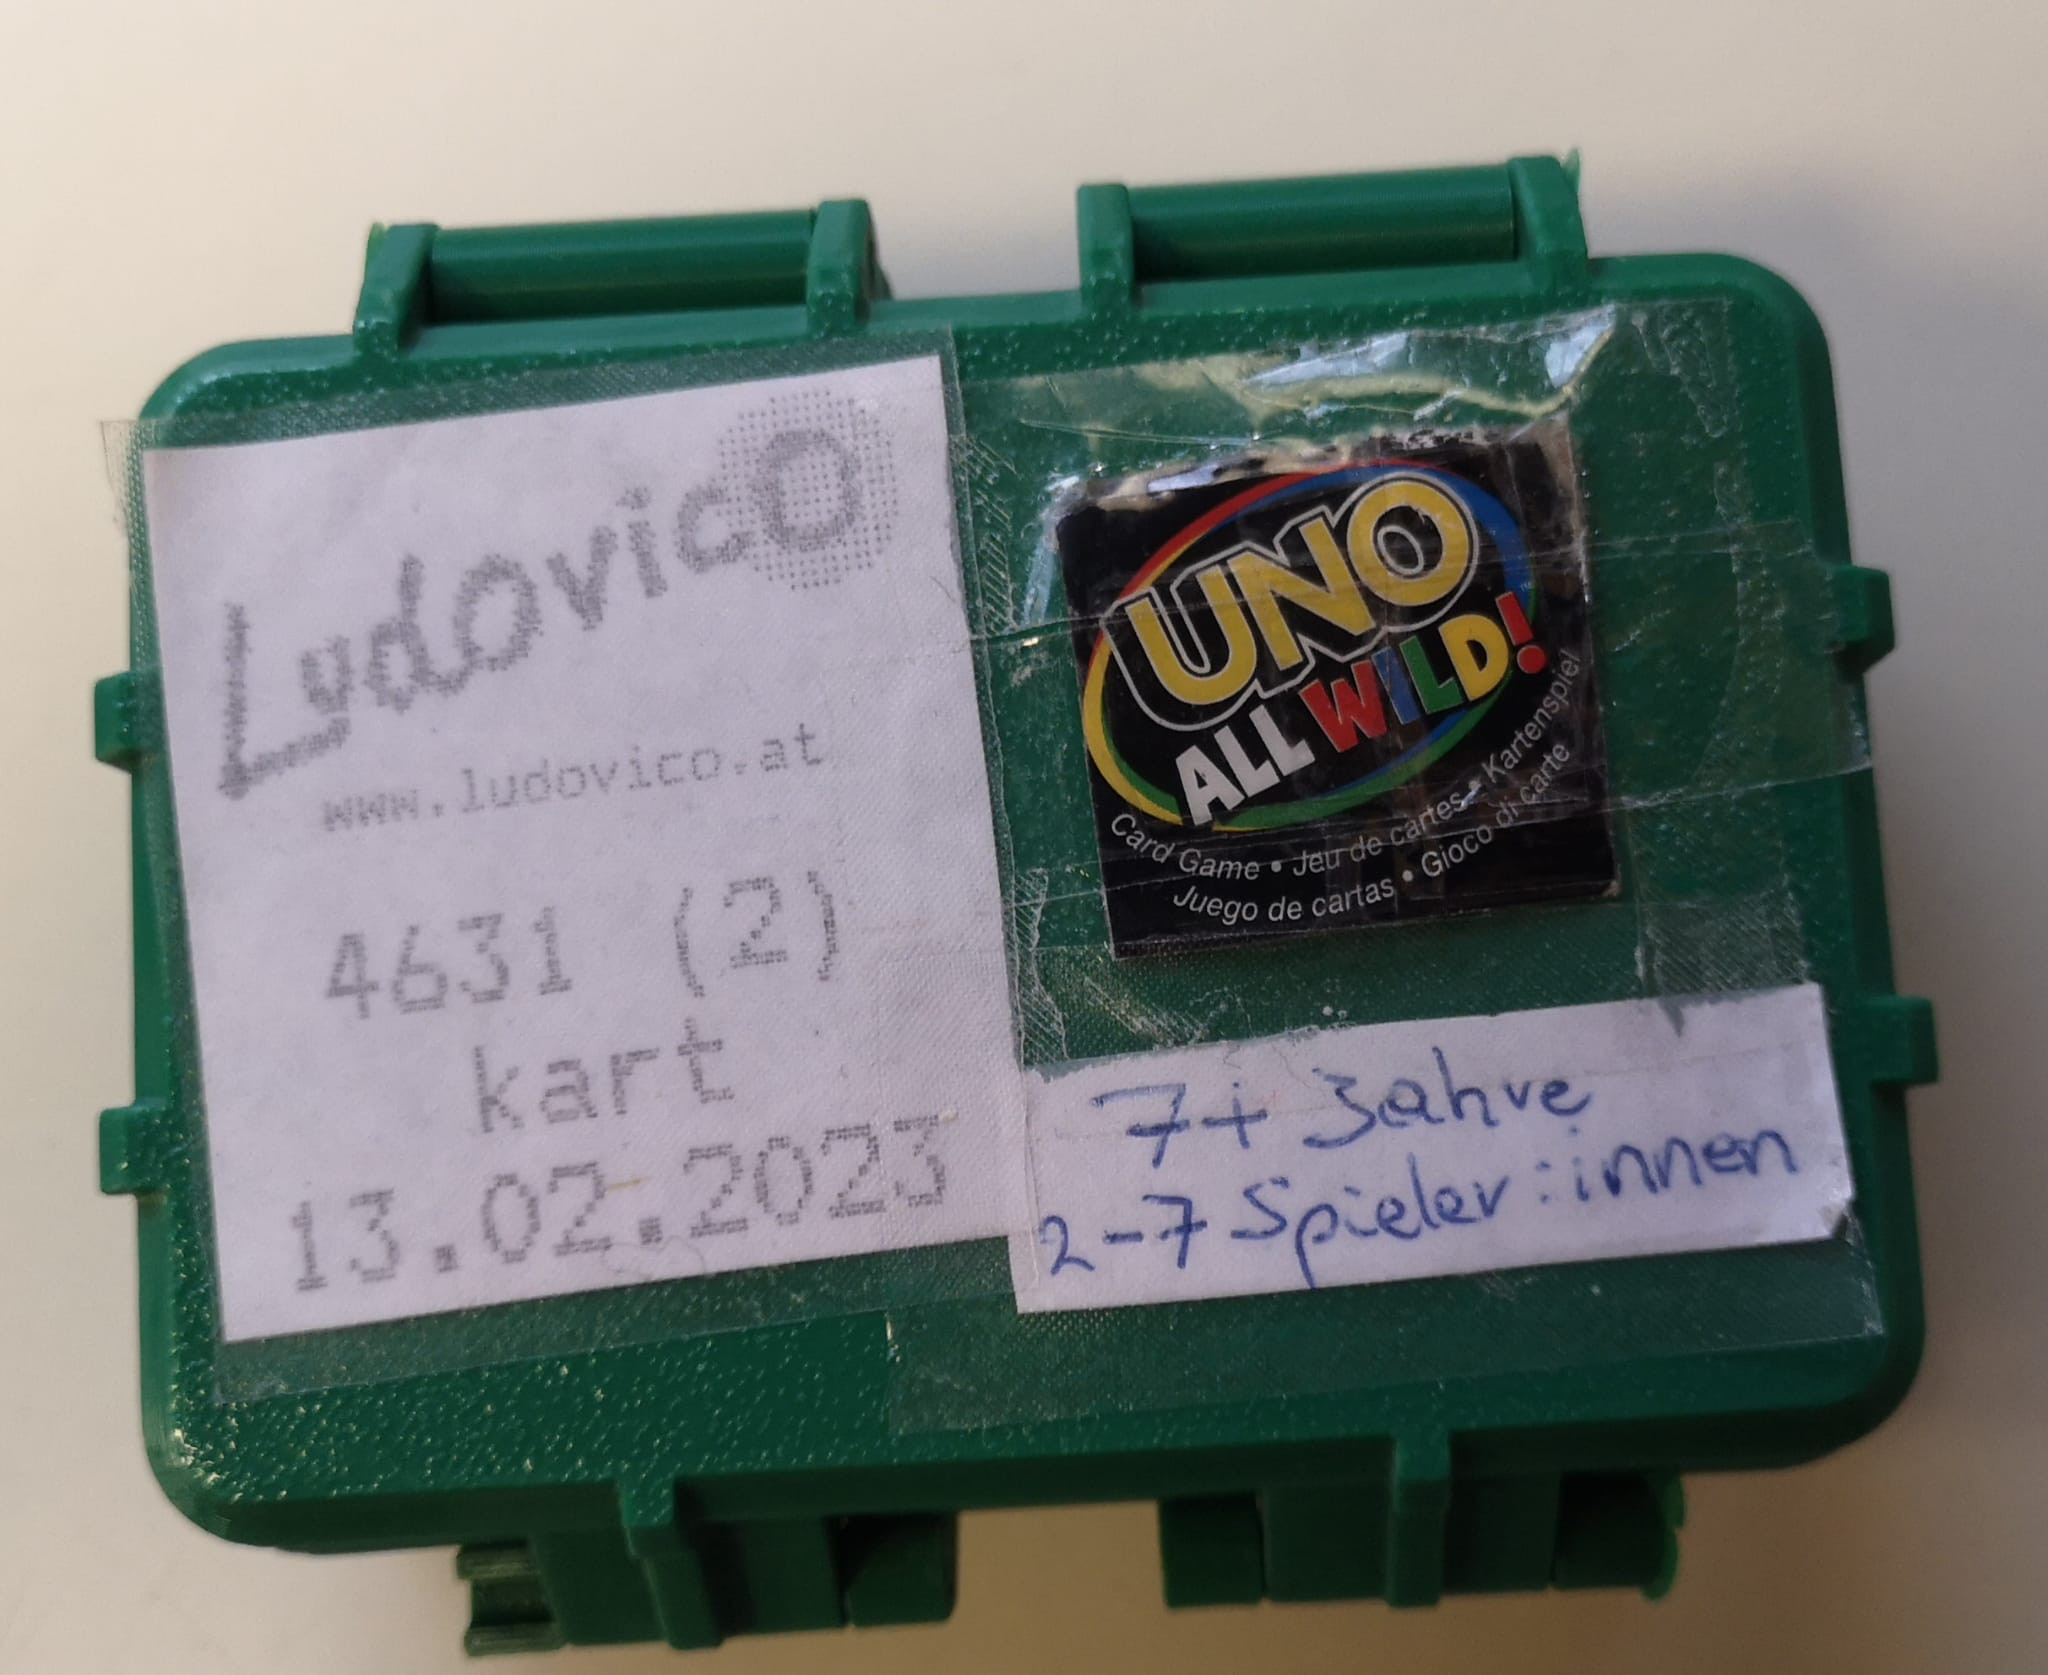 Ludovico
www.ludovico.at
4631 (2)
kart
13.02.2023
UNO
ALL WILD!
Card Game • Jeu de cartes • Kartenspiel
Juego de cartas • Gioco di carte
7+ Jahre
2-7 Spieler:innen